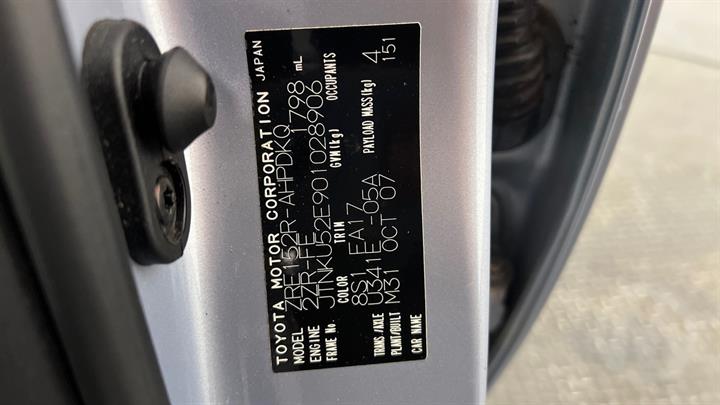 TOYOTA MOTOR CORPORATION JAPAN
MODEL ZRE152R-AHPDKQ
ENGINE 2ZR-FE 1798 mL
FRAME No. JTNKU52E901028906
COLOR TRIM GVM(kg) OCCUPANTS
8S1 EA17 4
TRANS/AXLE U341E -05A PAYLOAD MASS(kg) 151
PLANT/BUILT M31 OCT 07
CAR NAME